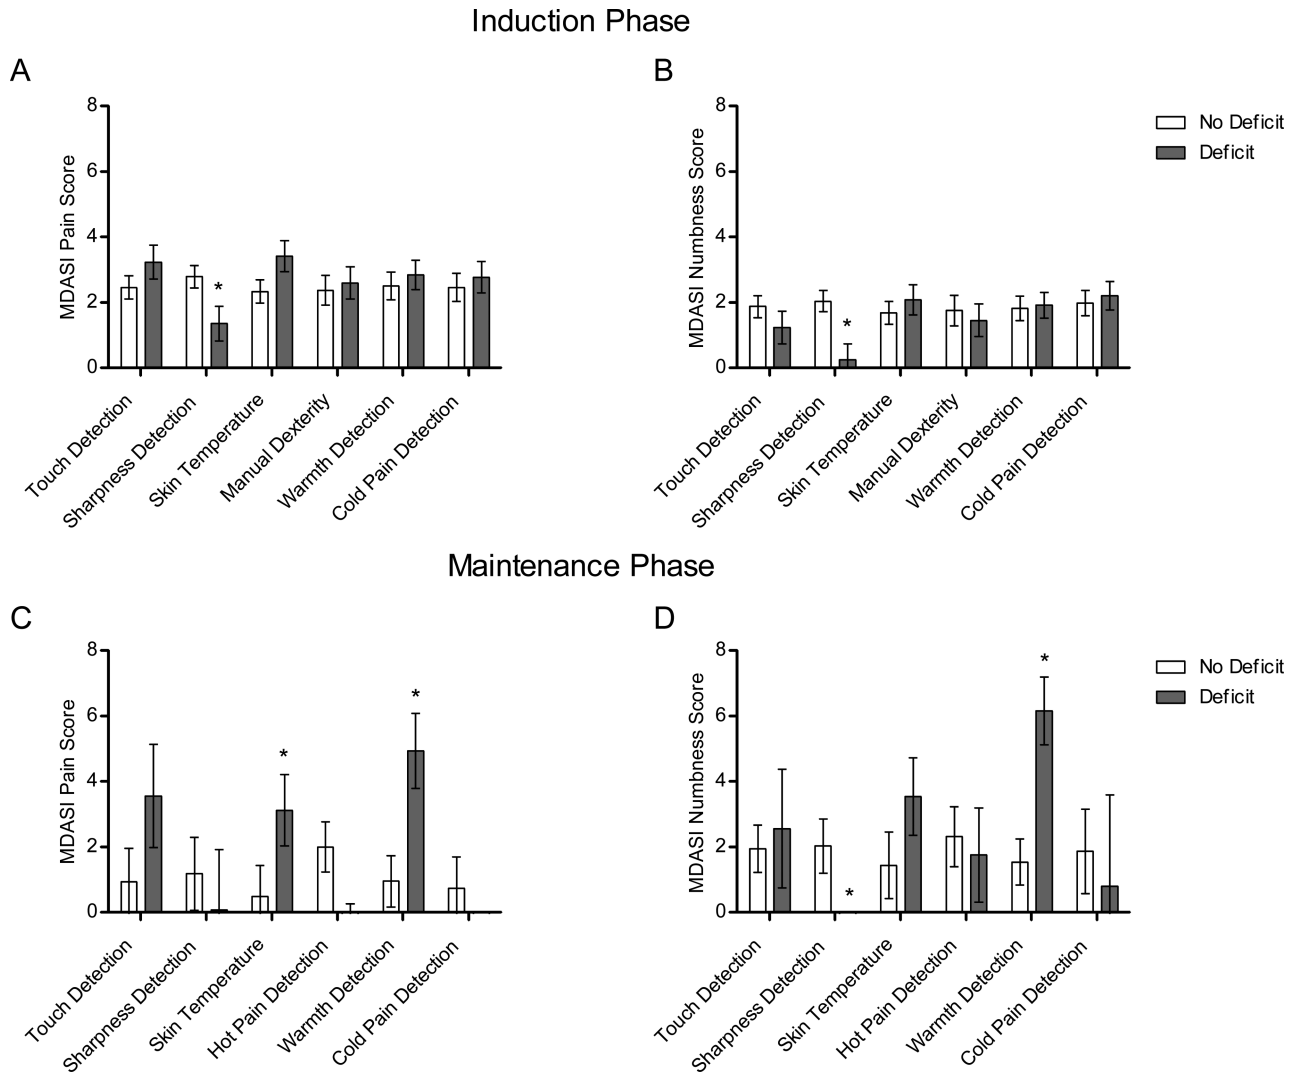 Induction Phase
A
MDASI Pain Score
8
6
4
2
0
*
Touch Detection
Sharpness Detection
Skin Temperature
Manual Dexterity
Warmth Detection
Cold Pain Detection
B
MDASI Numbness Score
8
6
4
2
0
*
Touch Detection
Sharpness Detection
Skin Temperature
Manual Dexterity
Warmth Detection
Cold Pain Detection
No Deficit
Deficit
Maintenance Phase
C
MDASI Pain Score
8
6
4
2
0
*
*
Touch Detection
Sharpness Detection
Skin Temperature
Hot Pain Detection
Warmth Detection
Cold Pain Detection
D
MDASI Numbness Score
8
6
4
2
0
*
*
Touch Detection
Sharpness Detection
Skin Temperature
Hot Pain Detection
Warmth Detection
Cold Pain Detection
No Deficit
Deficit